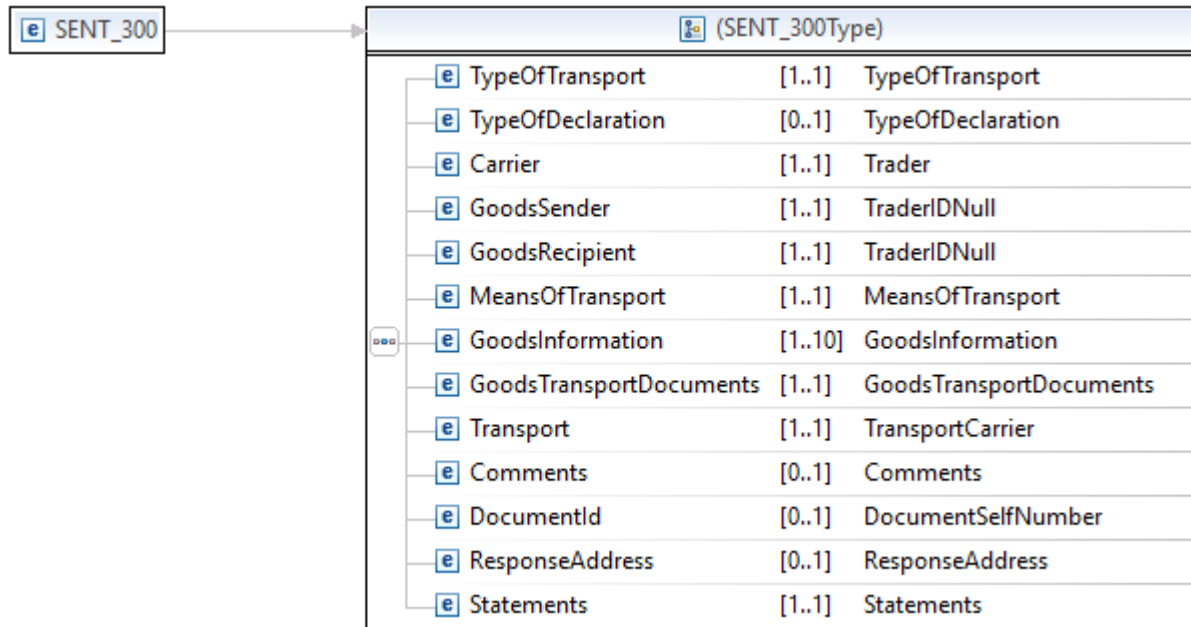 e SENT_300
(SENT_300Type)
e TypeOfTransport [1..1] TypeOfTransport
e TypeOfDeclaration [0..1] TypeOfDeclaration
e Carrier [1..1] Trader
e GoodsSender [1..1] TraderIDNull
e GoodsRecipient [1..1] TraderIDNull
e MeansOfTransport [1..1] MeansOfTransport
e GoodsInformation [1..10] GoodsInformation
e GoodsTransportDocuments [1..1] GoodsTransportDocuments
e Transport [1..1] TransportCarrier
e Comments [0..1] Comments
e DocumentId [0..1] DocumentSelfNumber
e ResponseAddress [0..1] ResponseAddress
e Statements [1..1] Statements